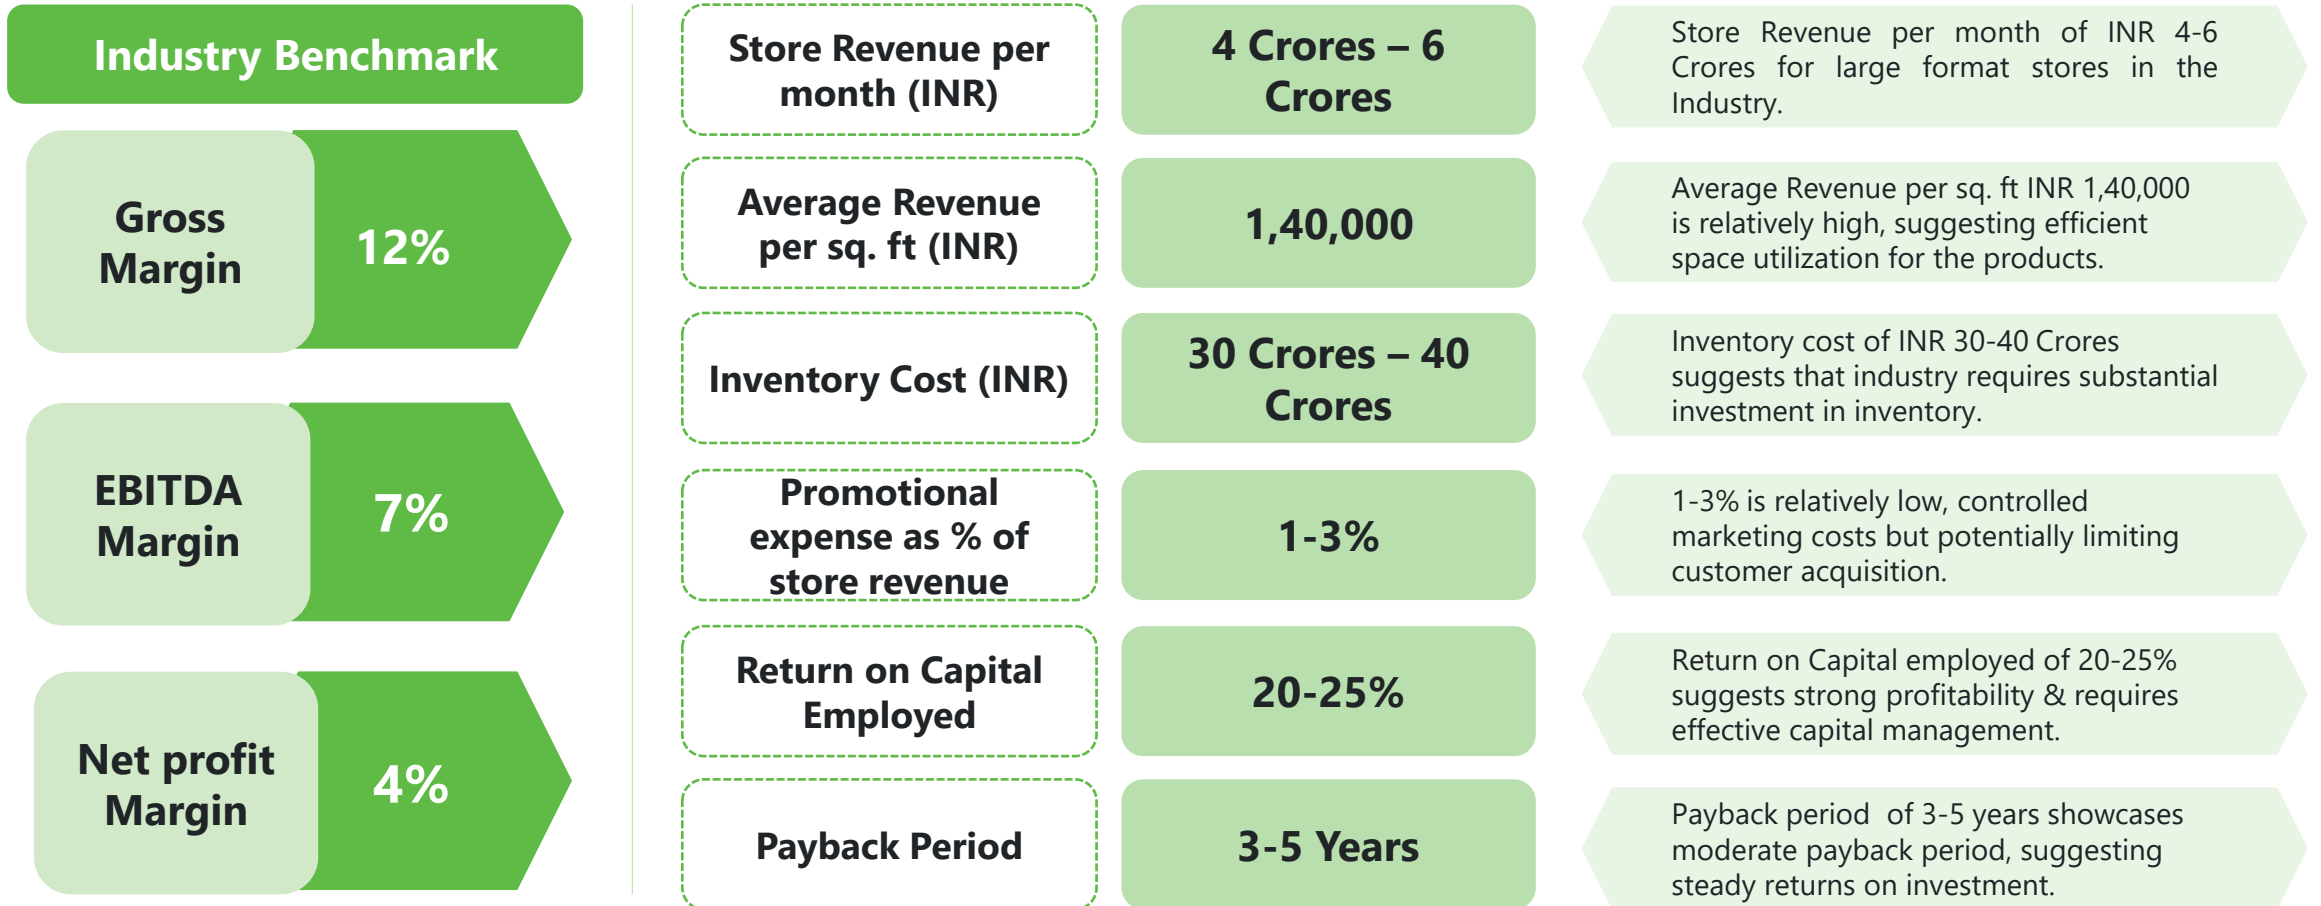 Industry Benchmark
Gross
Margin
12%
EBITDA
Margin
7%
Net profit
Margin
4%
Store Revenue per
month (INR)
4 Crores – 6
Crores
Store Revenue per month of INR 4-6
Crores for large format stores in the
Industry.
Average Revenue
per sq. ft (INR)
1,40,000
Average Revenue per sq. ft INR 1,40,000
is relatively high, suggesting efficient
space utilization for the products.
Inventory Cost (INR)
30 Crores – 40
Crores
Inventory cost of INR 30-40 Crores
suggests that industry requires substantial
investment in inventory.
Promotional
expense as % of
store revenue
1-3%
1-3% is relatively low, controlled
marketing costs but potentially limiting
customer acquisition.
Return on Capital
Employed
20-25%
Return on Capital employed of 20-25%
suggests strong profitability & requires
effective capital management.
Payback Period
3-5 Years
Payback period  of 3-5 years showcases
moderate payback period, suggesting
steady returns on investment.